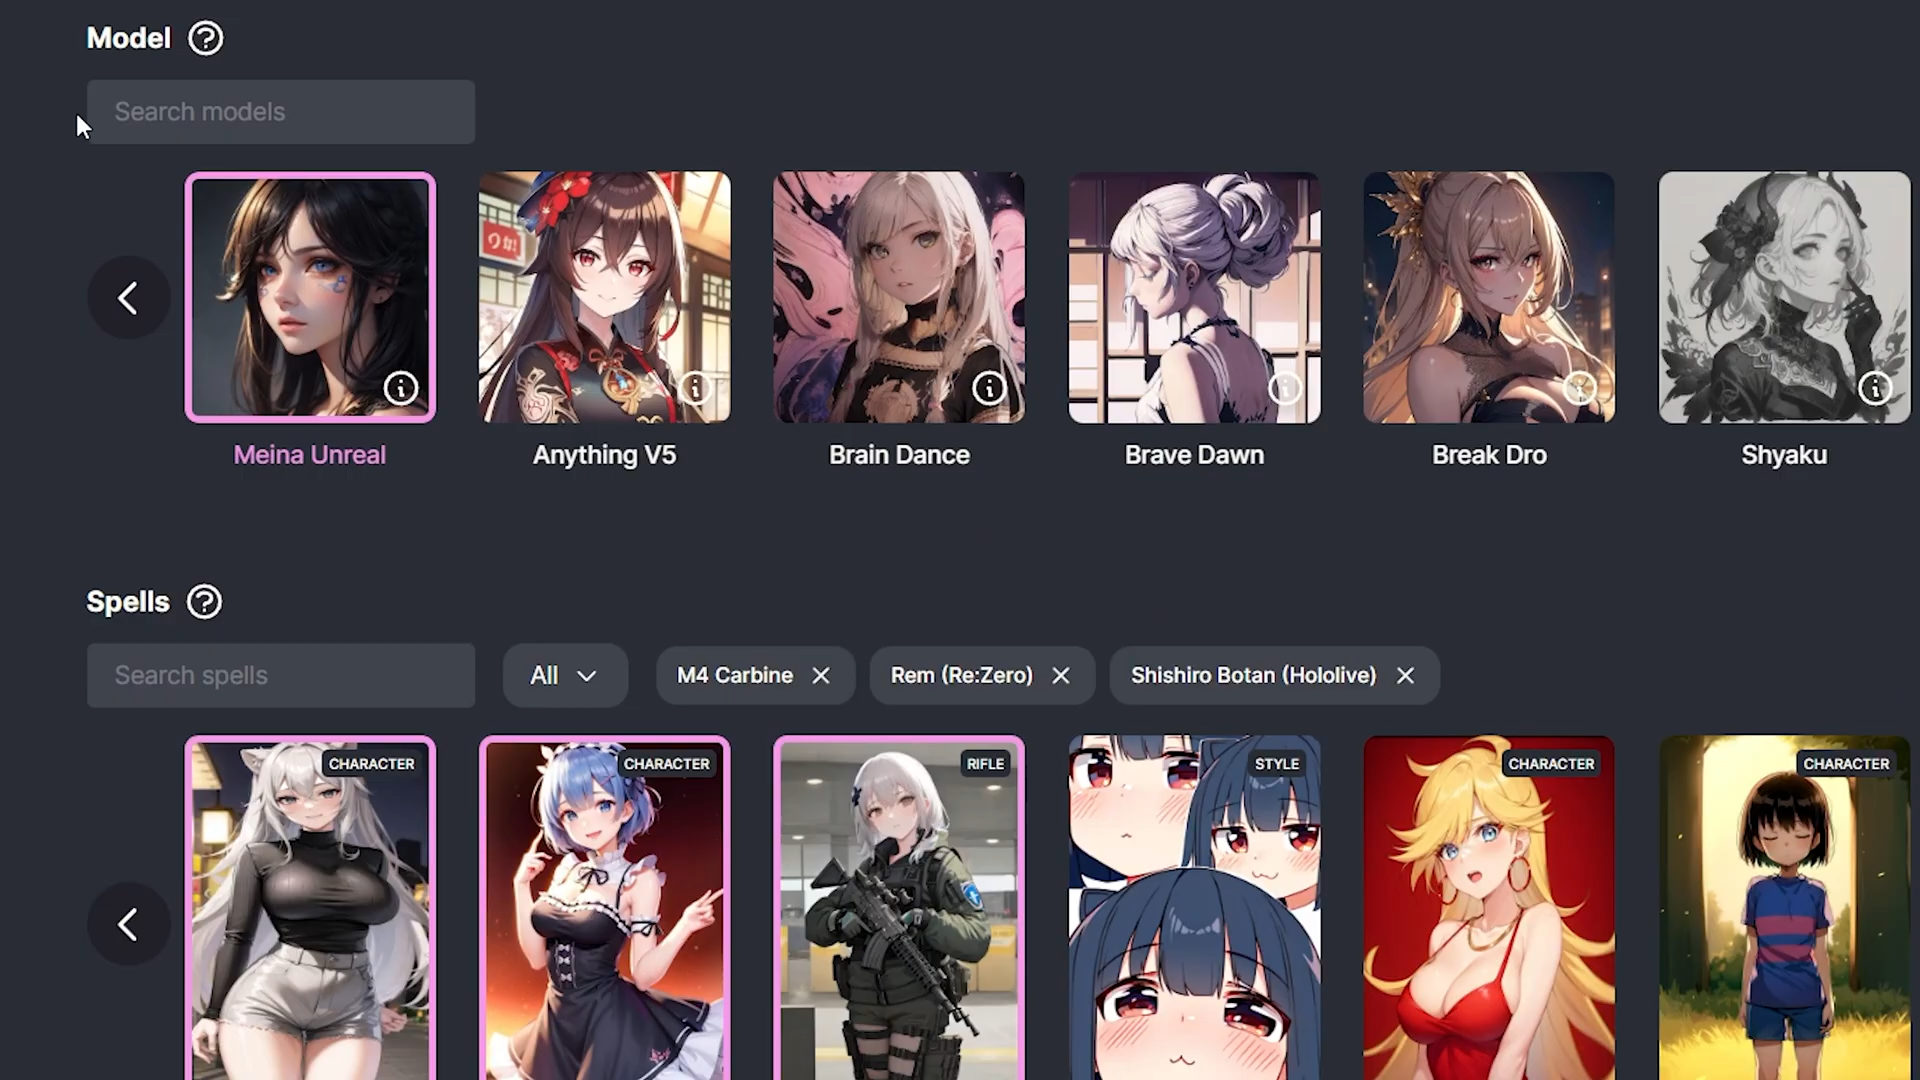 Model
Search models
Meina Unreal
Anything V5
Brain Dance
Brave Dawn
Break Dro
Shyaku
Spells
Search spells
All
M4 Carbine
Rem (Re:Zero)
Shishiro Botan (Hololive)
CHARACTER
CHARACTER
RIFLE
STYLE
CHARACTER
CHARACTER